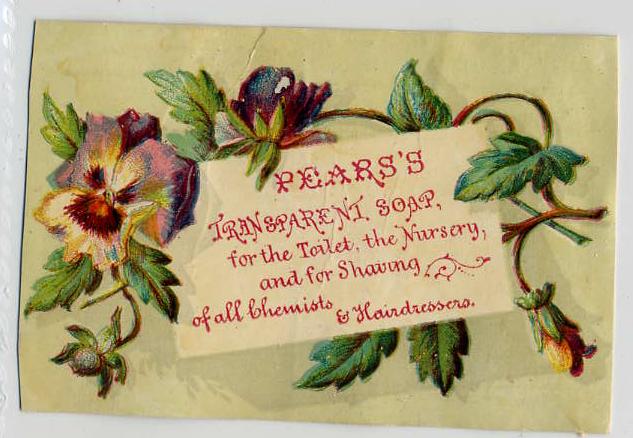 PEARS'S
TRANSPARENT SOAP,
for the Toilet, the Nursery,
and for Shaving
of all Chemists & Hairdressers.